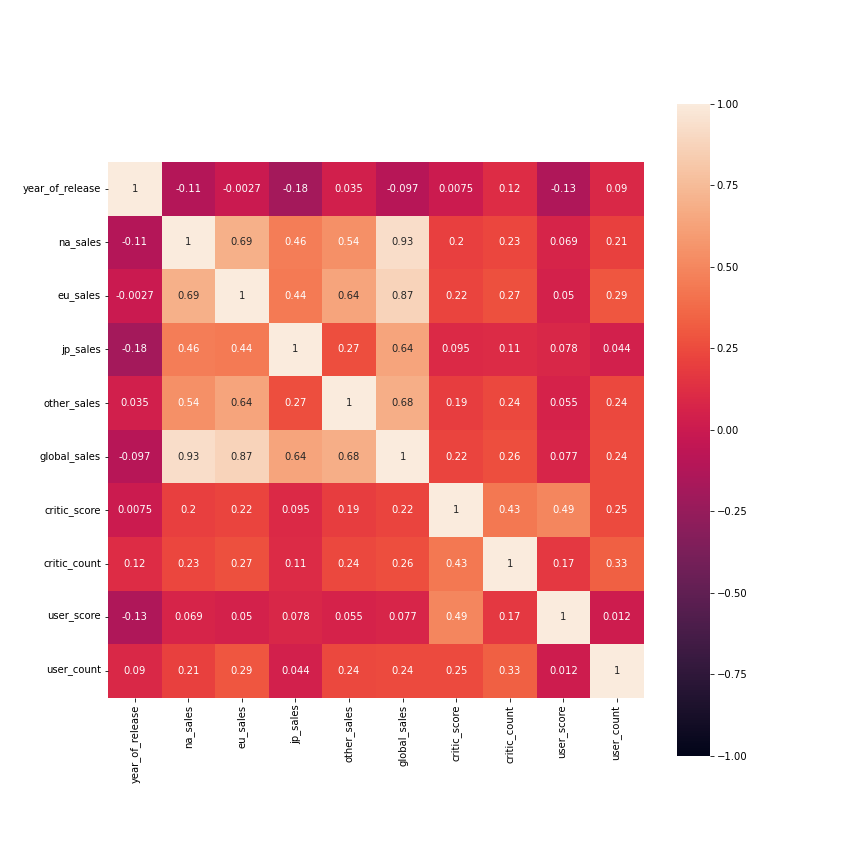 year_of_release 1 -0.11 -0.0027 -0.18 0.035 -0.097 0.0075 0.12 -0.13 0.09
na_sales -0.11 1 0.69 0.46 0.54 0.93 0.2 0.23 0.069 0.21
eu_sales -0.0027 0.69 1 0.44 0.64 0.87 0.22 0.27 0.05 0.29
jp_sales -0.18 0.46 0.44 1 0.27 0.64 0.095 0.11 0.078 0.044
other_sales 0.035 0.54 0.64 0.27 1 0.68 0.19 0.24 0.055 0.24
global_sales -0.097 0.93 0.87 0.64 0.68 1 0.22 0.26 0.077 0.24
critic_score 0.0075 0.2 0.22 0.095 0.19 0.22 1 0.43 0.49 0.25
critic_count 0.12 0.23 0.27 0.11 0.24 0.26 0.43 1 0.17 0.33
user_score -0.13 0.069 0.05 0.078 0.055 0.077 0.49 0.17 1 0.012
user_count 0.09 0.21 0.29 0.044 0.24 0.24 0.25 0.33 0.012 1
year_of_release
na_sales
eu_sales
jp_sales
other_sales
global_sales
critic_score
critic_count
user_score
user_count
1.00
0.75
0.50
0.25
0.00
−0.25
−0.50
−0.75
−1.00